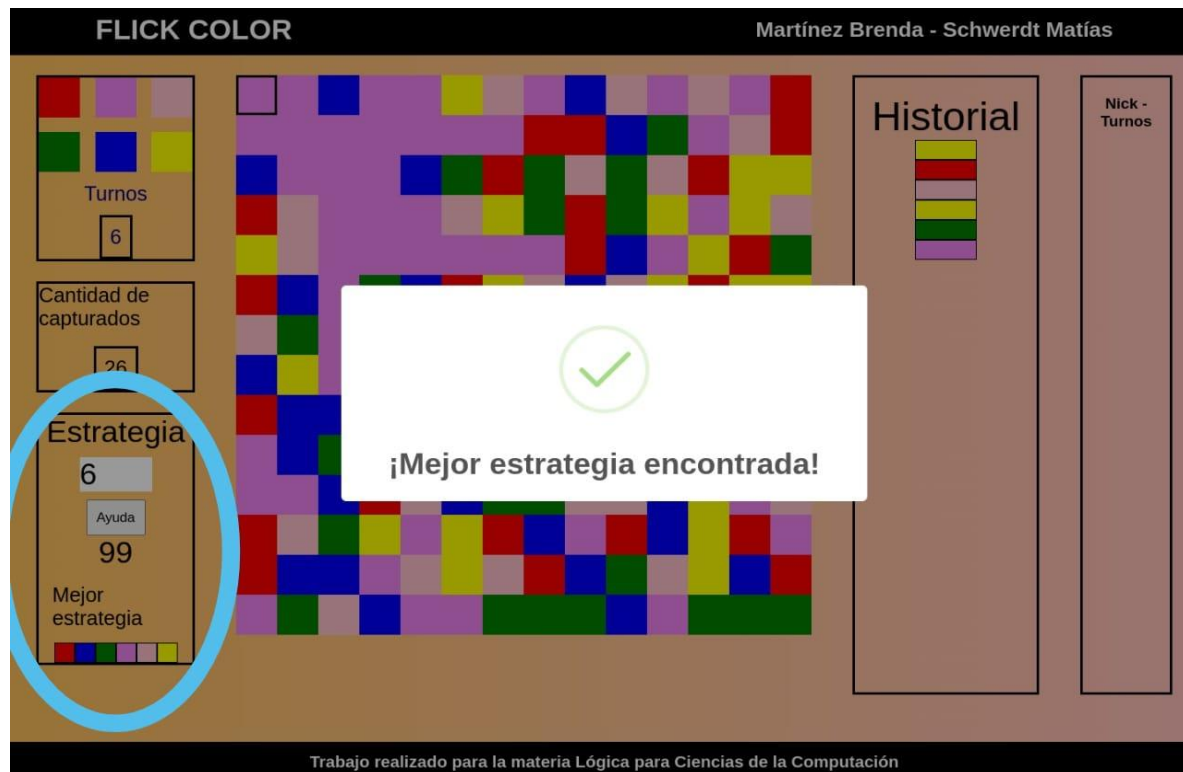 FLICK COLOR
Martínez Brenda - Schwerdt Matías
Turnos
6
Cantidad de
capturados
26
Estrategia
6
Ayuda
99
Mejor
estrategia
¡Mejor estrategia encontrada!
Historial
Nick -
Turnos
Trabajo realizado para la materia Lógica para Ciencias de la Computación